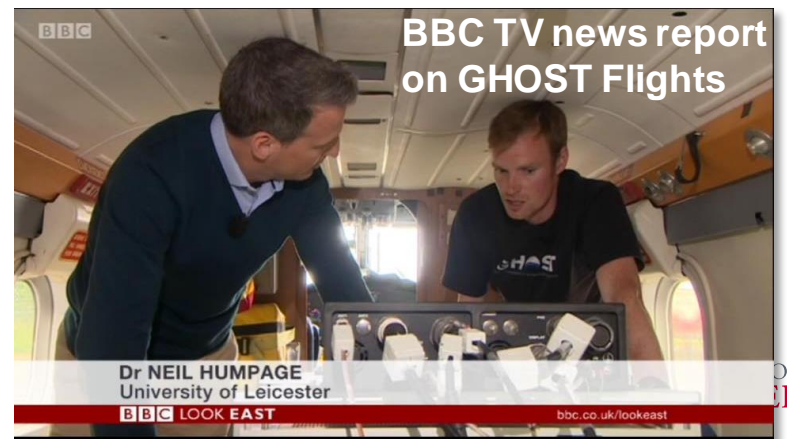 BBC
BBC TV news report
on GHOST Flights
GHOST
Dr NEIL HUMPAGE
University of Leicester
BBC LOOK EAST
bbc.co.uk/lookeast